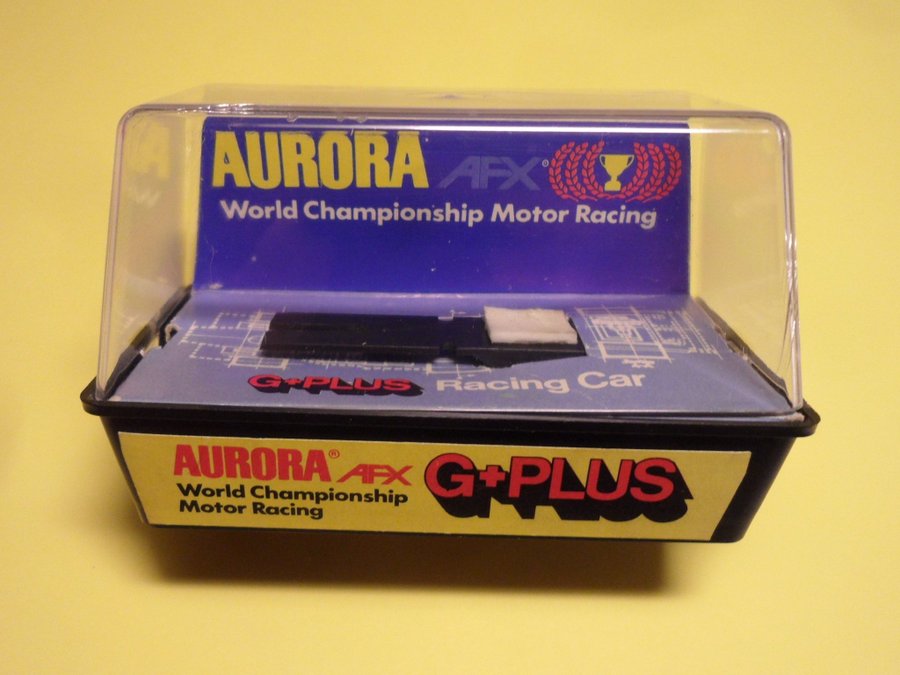 AURORA AFX®
World Championship Motor Racing
G+PLUS Racing Car
AURORA® AFX G+PLUS
World Championship
Motor Racing